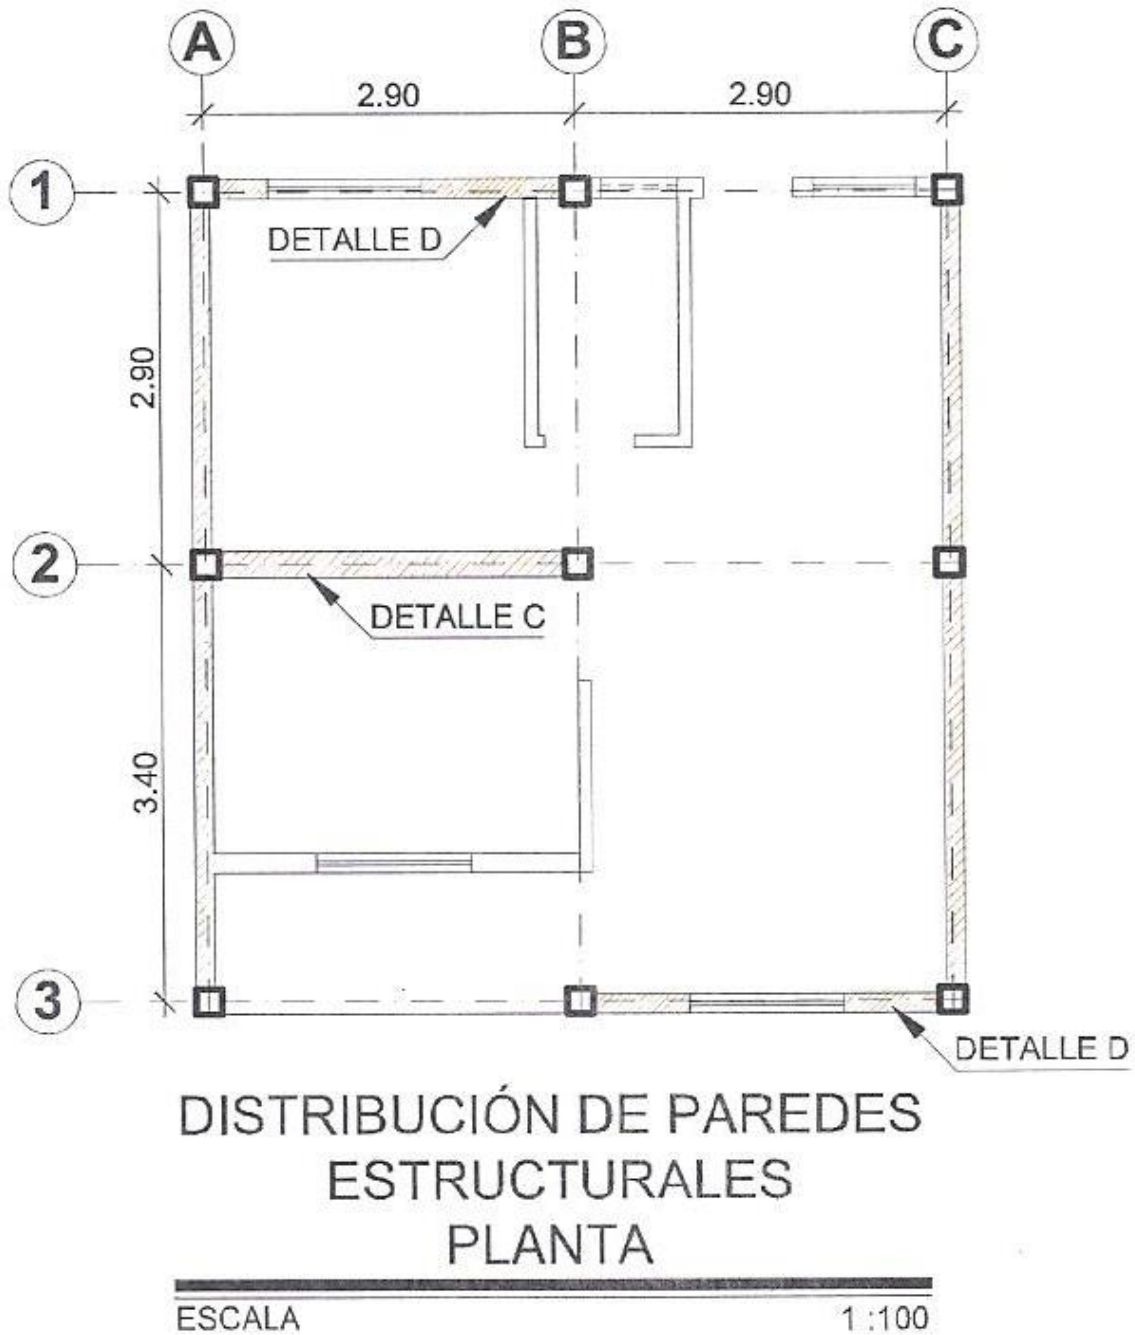 A B C
2.90 2.90
1
DETALLE D
2.90
2
DETALLE C
3.40
3
DETALLE D
DISTRIBUCIÓN DE PAREDES
ESTRUCTURALES
PLANTA
ESCALA 1 :100